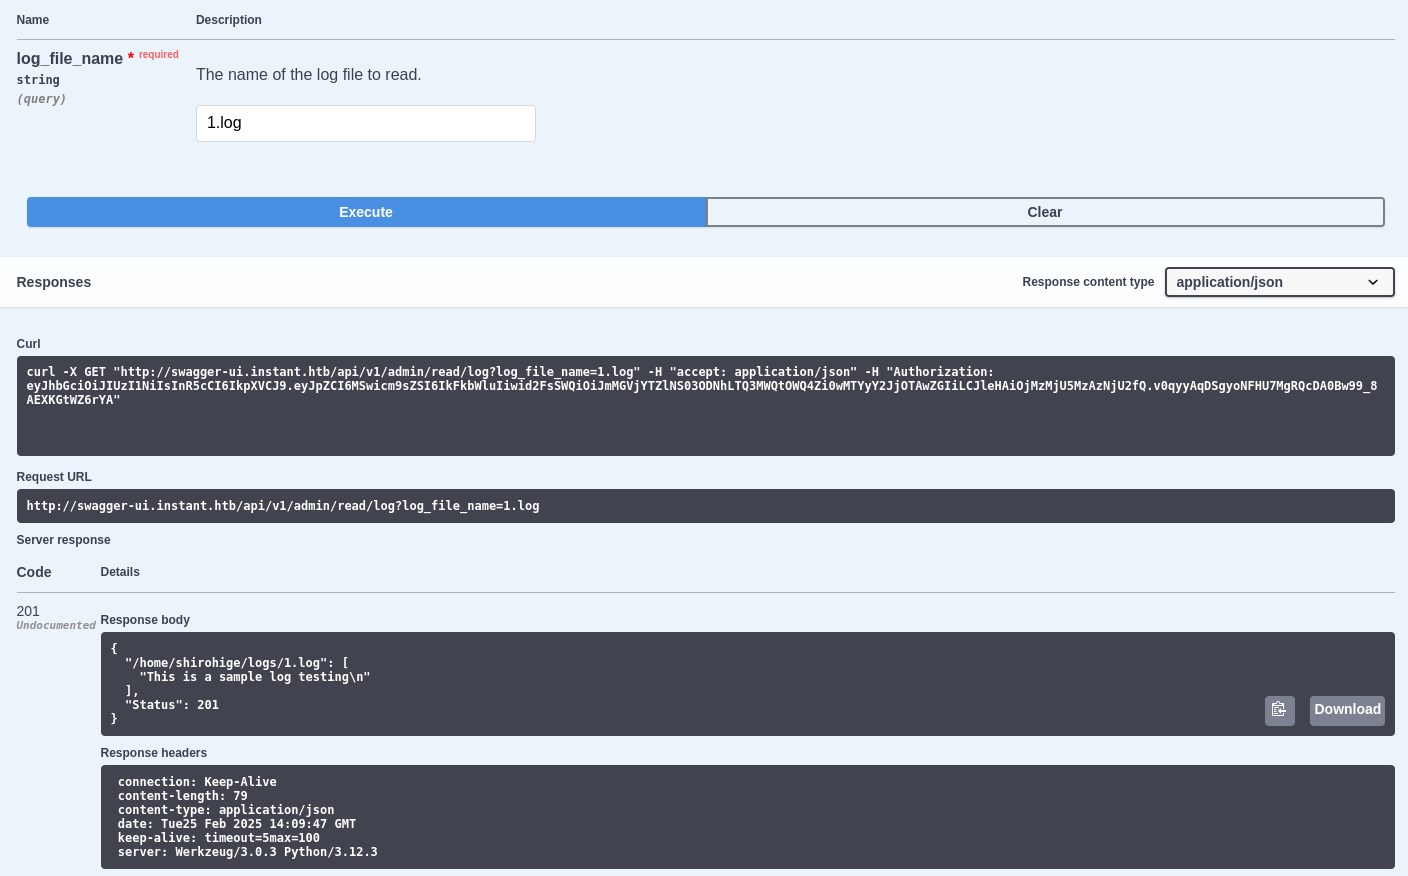 Name Description
log_file_name * required
string
(query)
The name of the log file to read.
1.log
Execute Clear
Responses Response content type application/json
Curl
curl -X GET "http://swagger-ui.instant.htb/api/v1/admin/read/log?log_file_name=1.log" -H "accept: application/json" -H "Authorization:
eyJhbGciOiJIUzI1NiIsInR5cCI6IkpXVCJ9.eyJpZCI6MSwicm9sZSI6IkFkbWluIiwid2FsSWQiOiJmMGVjYTZlNS03ODNhLTQ3MWQtOWQ4Zi0wMTYyY2JjOTAwZGIiLCJleHAiOjMzMjU5MzAzNjU2fQ.v0qyyAqDSgyoNFHU7MgRQcDA0Bw99_8
AEXKGtWZ6rYA"
Request URL
http://swagger-ui.instant.htb/api/v1/admin/read/log?log_file_name=1.log
Server response
Code Details
201
Undocumented
Response body
{
"/home/shirohige/logs/1.log": [
"This is a sample log testing\n"
],
"Status": 201
}
Download
Response headers
connection: Keep-Alive
content-length: 79
content-type: application/json
date: Tue25 Feb 2025 14:09:47 GMT
keep-alive: timeout=5max=100
server: Werkzeug/3.0.3 Python/3.12.3